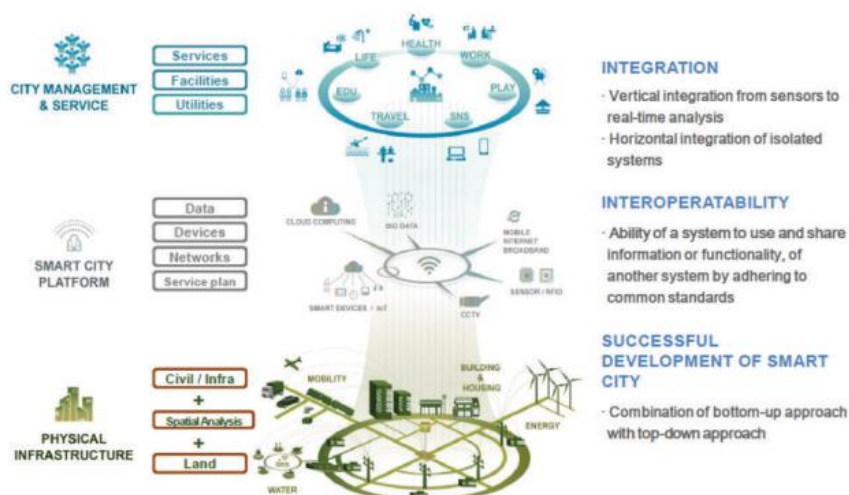 CITY MANAGEMENT
& SERVICE
Services
Facilities
Utilities
LIFE
HEALTH
WORK
EDU
PLAY
TRAVEL
SNS
INTEGRATION
· Vertical integration from sensors to
real-time analysis
· Horizontal integration of isolated
systems
SMART CITY
PLATFORM
Data
Devices
Networks
Service plan
CLOUD COMPUTING
BIG DATA
MOBILE
INTERNET
BROADBAND
SMART DEVICES / IoT
SENSOR / RFID
CCTV
INTEROPERATABILITY
· Ability of a system to use and share
information or functionality, of
another system by adhering to
common standards
PHYSICAL
INFRASTRUCTURE
Civil / Infra
+
Spatial Analysis
+
Land
MOBILITY
BUILDING
&
HOUSING
ENERGY
WATER
SUCCESSFUL
DEVELOPMENT OF SMART
CITY
· Combination of bottom-up approach
with top-down approach